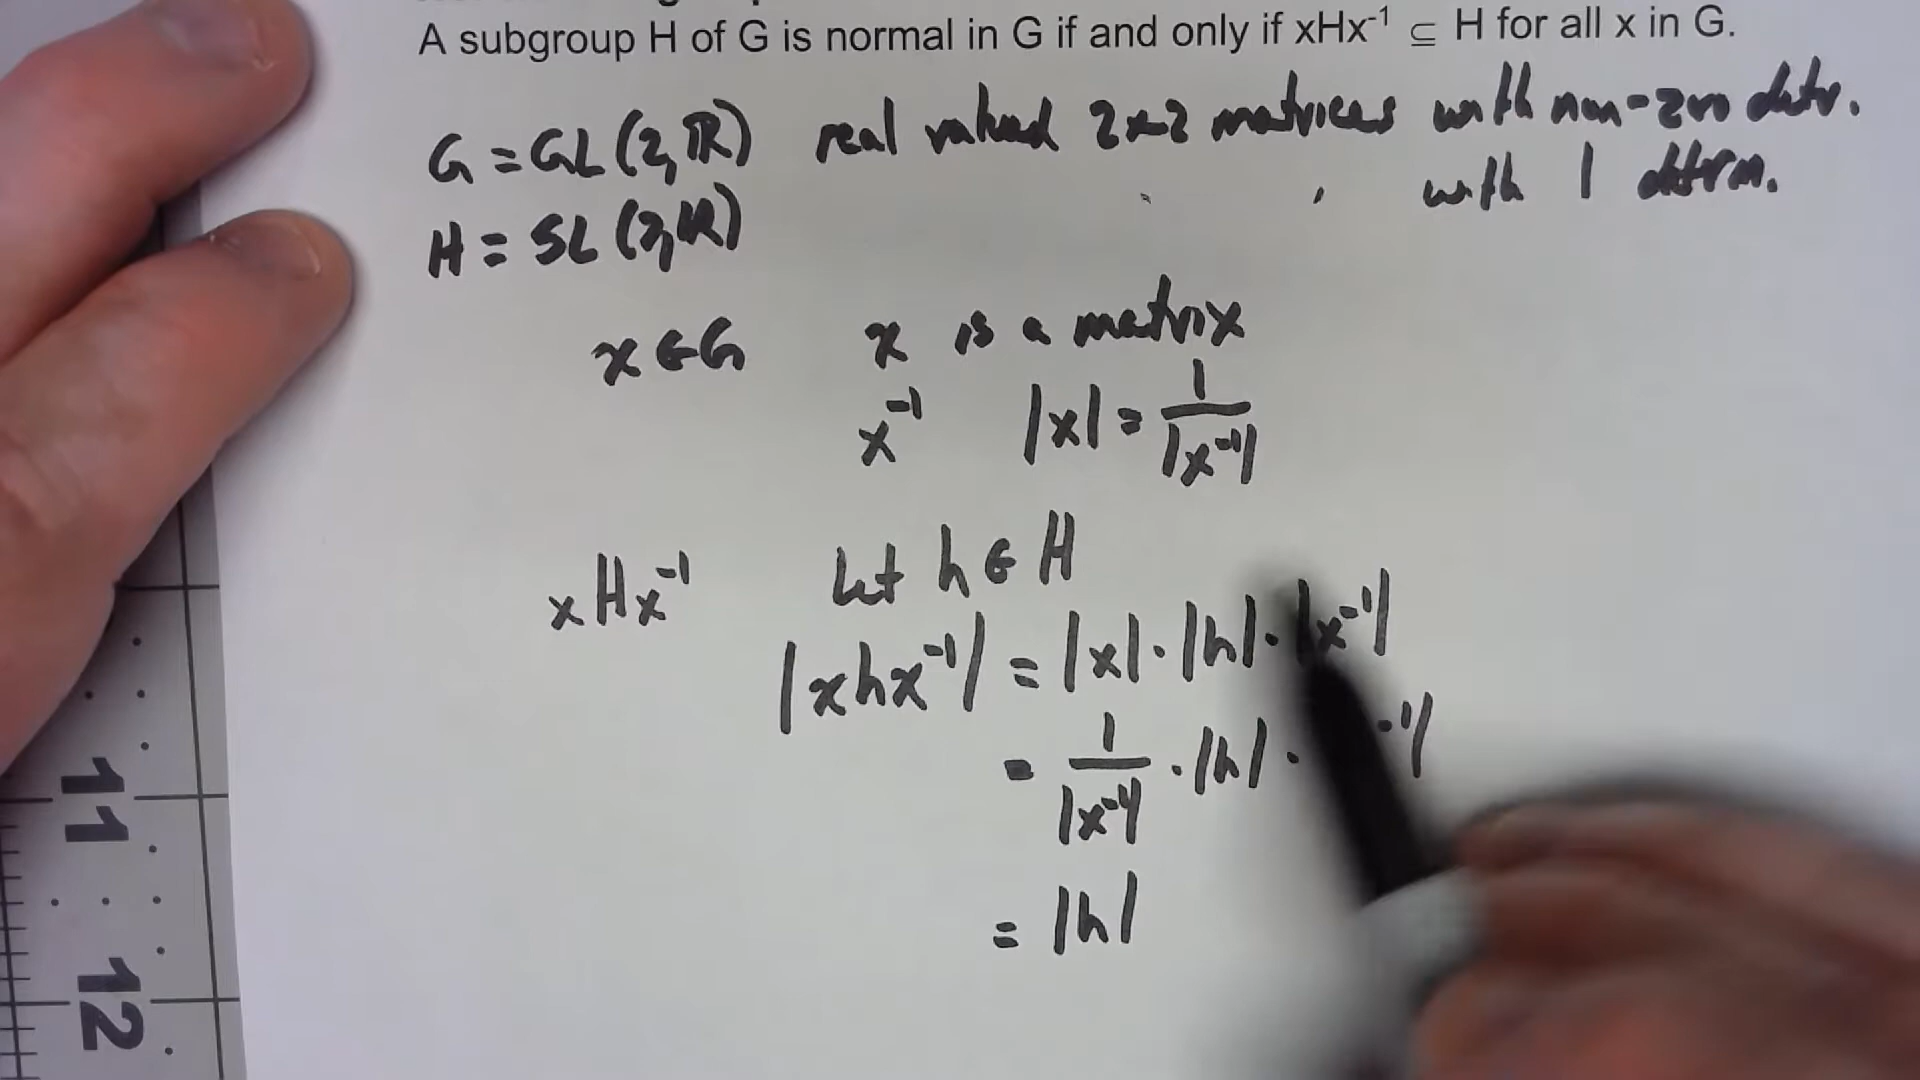 A subgroup H of G is normal in G if and only if xHx⁻¹ ⊆ H for all x in G.
G = GL(2,ℝ) real valued 2x2 matrices with non-zero detr.
H = SL(2,ℝ) " " with 1 determ.
x∈G x is a matrix
x⁻¹ |x| = 1/|x⁻¹|
xHx⁻¹ let h∈H
|xhx⁻¹| = |x|·|h|·|x⁻¹|
= 1/|x⁻¹| · |h| · ⁻¹|
= |h|
11
12